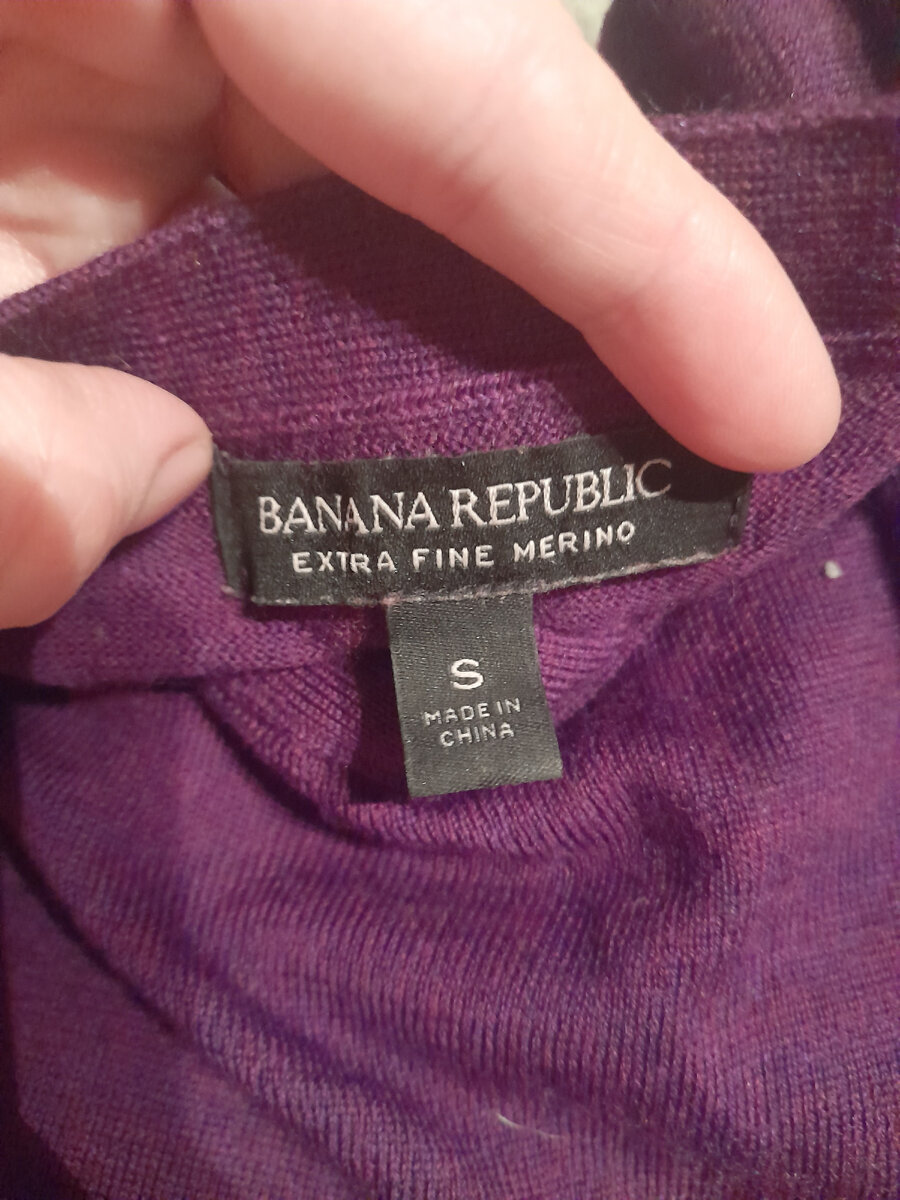 BANANA REPUBLIC
EXTRA FINE MERINO
S
MADE IN
CHINA